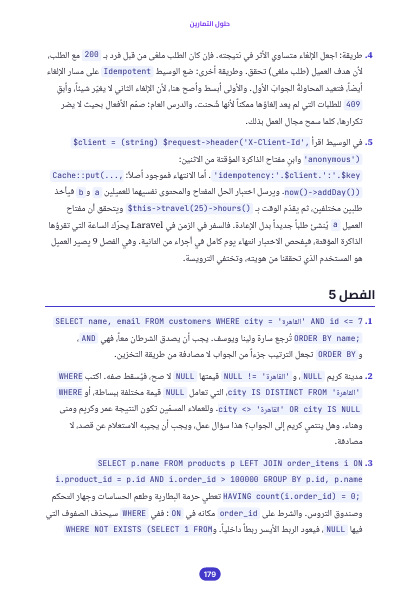 حلول التمارين
4. طريقة: اجعل الإلغاء متساوي الأثر في نتيجته. فإن كان الطلب ملغى من قبل فرد بـ 200 مع الطلب،
لأن هدف العميل (طلب ملغى) تحقق. وطريقة أخرى: ضع الوسيط Idempotent على مسار الإلغاء
أيضاً، فتعيد المحاولةُ الجوابَ الأول. والأولى أبسط وأصح هنا، لأن الإلغاء الثاني لا يغيّر شيئاً، وأبقِ
409 للطلبات التي لم يعد إلغاؤها ممكناً لأنها شُحنت. والدرس العام: صمّم الأفعال بحيث لا يضر
تكرارها، كلما سمح مجال العمل بذلك.
5. في الوسيط اقرأ $client = (string) $request->header('X-Client-Id',
'anonymous') وابنِ مفتاح الذاكرة المؤقتة من الاثنين:
'idempotency:'.$client.':'.$key. أما الانتهاء فموجود أصلاً: Cache::put(...,
now()->addDay()). ويرسل اختبار الحل المفتاح والمحتوى نفسيهما للعميلين a و b فيأخذ
طلبين مختلفين، ثم يقدّم الوقت بـ $this->travel(25)->hours() ويتحقق أن مفتاح
العميل a يُنشئ طلباً جديداً بدل الإعادة. فالسفر في الزمن في Laravel يحرّك الساعة التي تقرؤها
الذاكرة المؤقتة، فيفحص الاختبار انتهاء يوم كامل في أجزاء من الثانية. وفي الفصل 9 يصير العميل
هو المستخدم الذي تحققنا من هويته، وتختفي الترويسة.
الفصل 5
1. SELECT name, email FROM customers WHERE city = 'القاهرة' AND id <= 7
ORDER BY name; تُرجع سارة ولينا ويوسف. يجب أن يصدق الشرطان معاً، فهي AND ،
و ORDER BY تجعل الترتيب جزءاً من الجواب لا مصادفة من طريقة التخزين.
2. مدينة كريم NULL ، و NULL != 'القاهرة' قيمتها NULL لا صح، فيُسقط صفه. اكتب WHERE
city IS DISTINCT FROM 'القاهرة'، التي تعامل NULL قيمة مختلفة ببساطة، أو WHERE
city <> 'القاهرة' OR city IS NULL. وللعملاء المسمّين تكون النتيجة عمر وكريم ومنى
وهناء. وهل ينتمي كريم إلى الجواب؟ هذا سؤال عمل، ويجب أن يجيبه الاستعلام عن قصد، لا
مصادفة.
3. SELECT p.name FROM products p LEFT JOIN order_items i ON
i.product_id = p.id AND i.order_id > 100000 GROUP BY p.id, p.name
HAVING count(i.order_id) = 0; تعطي حزمة البطارية وطقم الحساسات وجهاز التحكم
وصندوق التروس. والشرط على order_id مكانه في ON : ففي WHERE سيحذف الصفوف التي
فيها NULL ، فيعود الربط الأيسر ربطاً داخلياً. وWHERE NOT EXISTS (SELECT 1 FROM
179